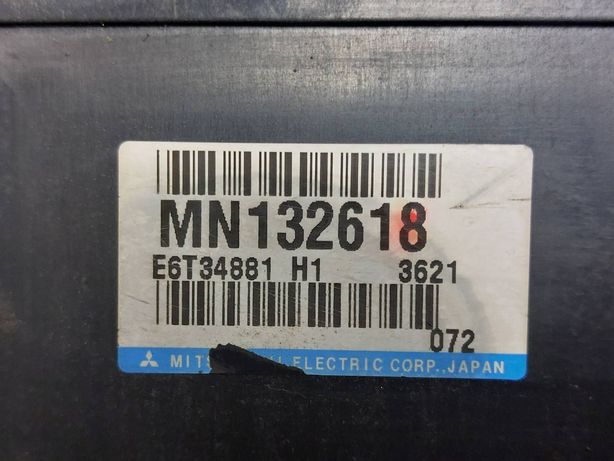 MN132618
E6T34881 H1 3621
072
ELECTRIC CORP., JAPAN